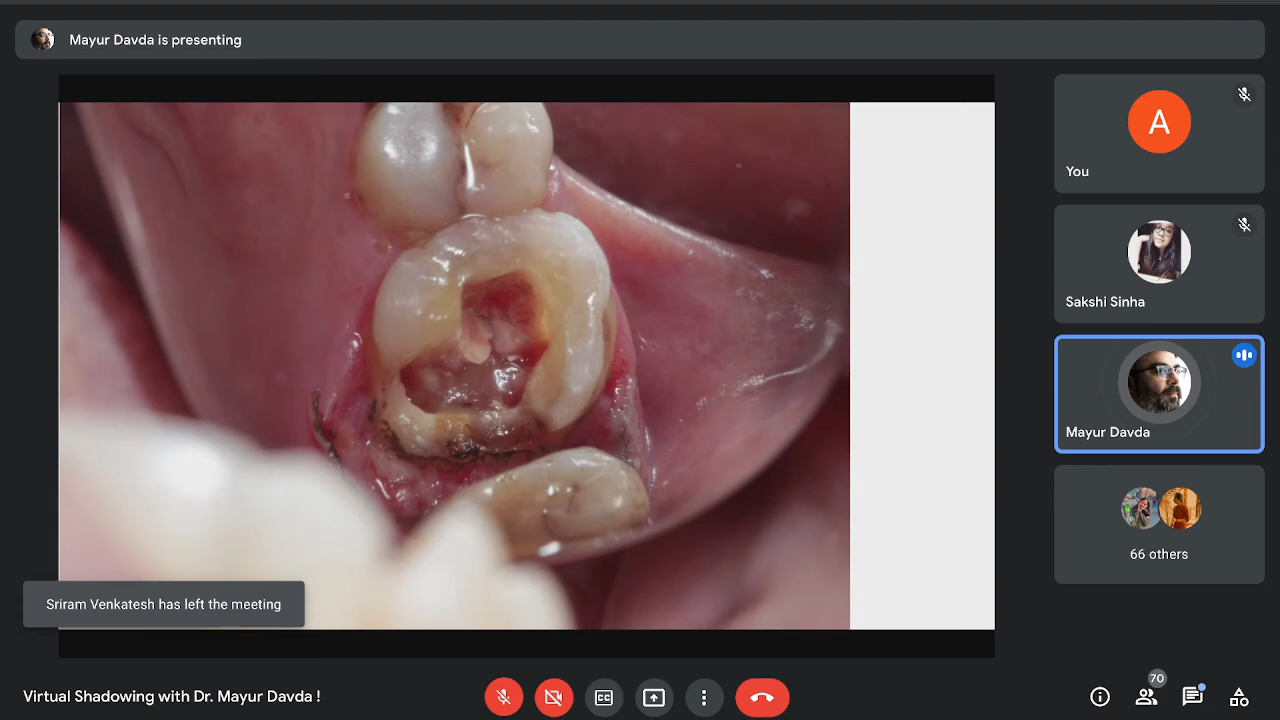 Mayur Davda is presenting
A
You
Sakshi Sinha
Mayur Davda
66 others
Sriram Venkatesh has left the meeting
Virtual Shadowing with Dr. Mayur Davda !
CC
70